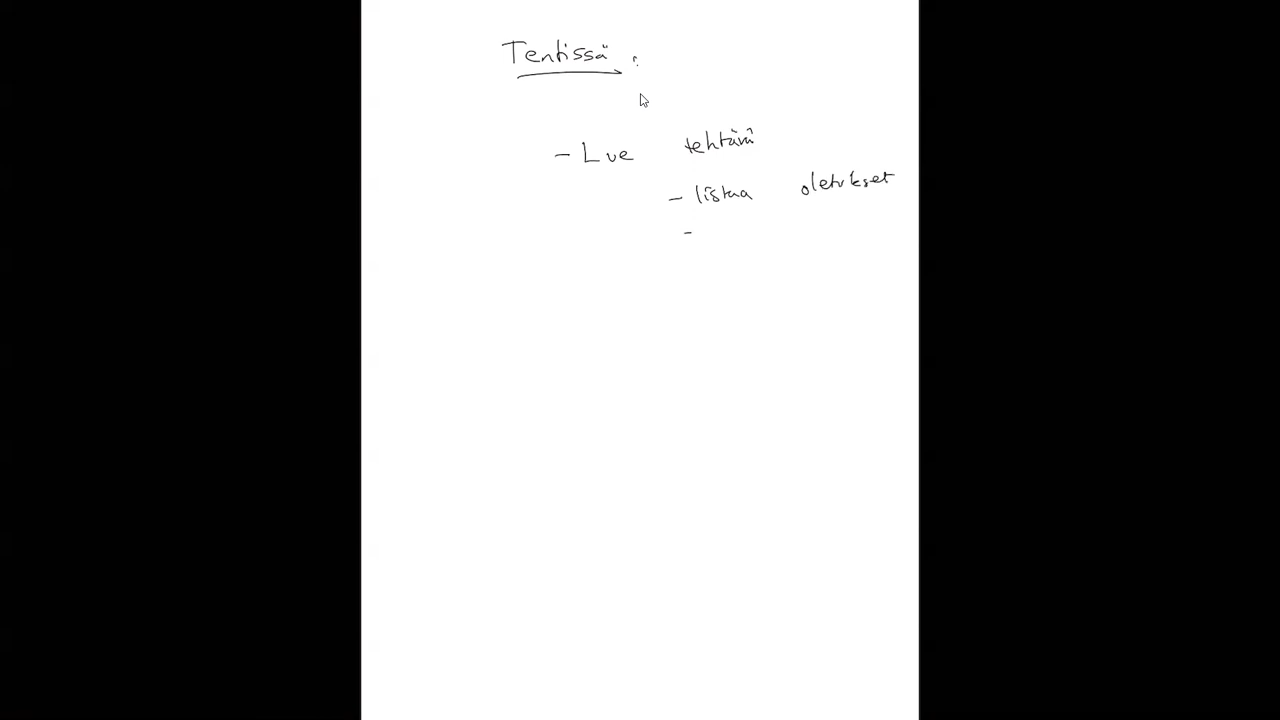 Tentissä :
- Lue tehtävä
- listaa oletukset
-